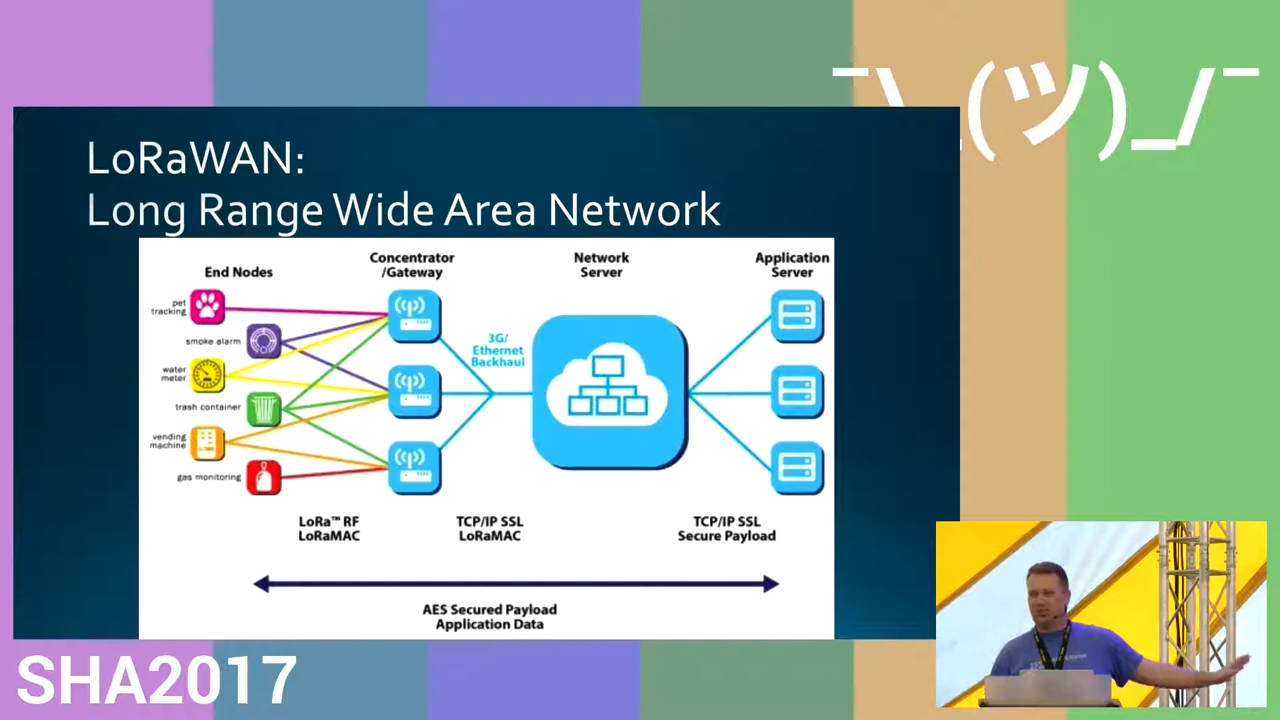 ¯\_(ツ)_/¯
LoRaWAN:
Long Range Wide Area Network
End Nodes
Concentrator
/Gateway
Network
Server
Application
Server
pet
tracking
smoke alarm
water
meter
trash container
vending
machine
gas monitoring
3G/
Ethernet
Backhaul
LoRa™ RF
LoRaMAC
TCP/IP SSL
LoRaMAC
TCP/IP SSL
Secure Payload
AES Secured Payload
Application Data
SHA2017